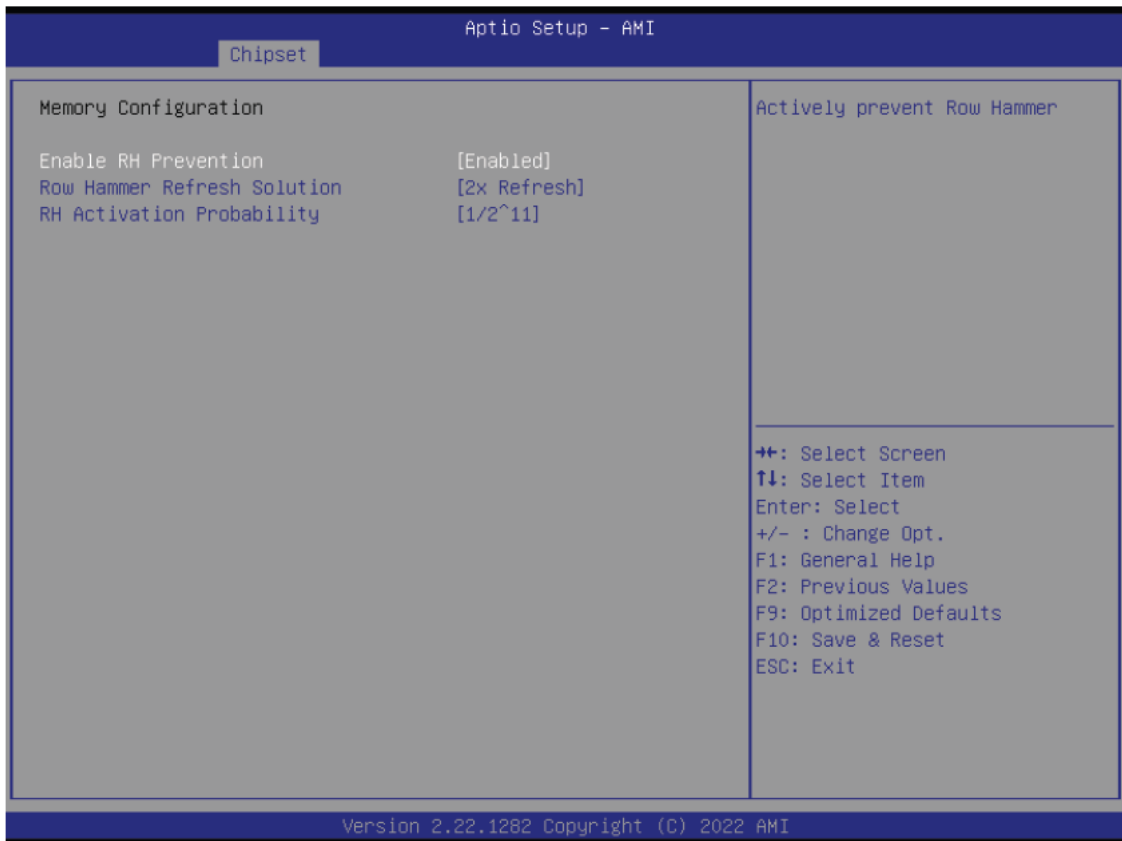 Aptio Setup - AMI
Chipset
Memory Configuration
Enable RH Prevention [Enabled]
Row Hammer Refresh Solution [2x Refresh]
RH Activation Probability [1/2^11]
Actively prevent Row Hammer
→←: Select Screen
↑↓: Select Item
Enter: Select
+/- : Change Opt.
F1: General Help
F2: Previous Values
F9: Optimized Defaults
F10: Save & Reset
ESC: Exit
Version 2.22.1282 Copyright (C) 2022 AMI